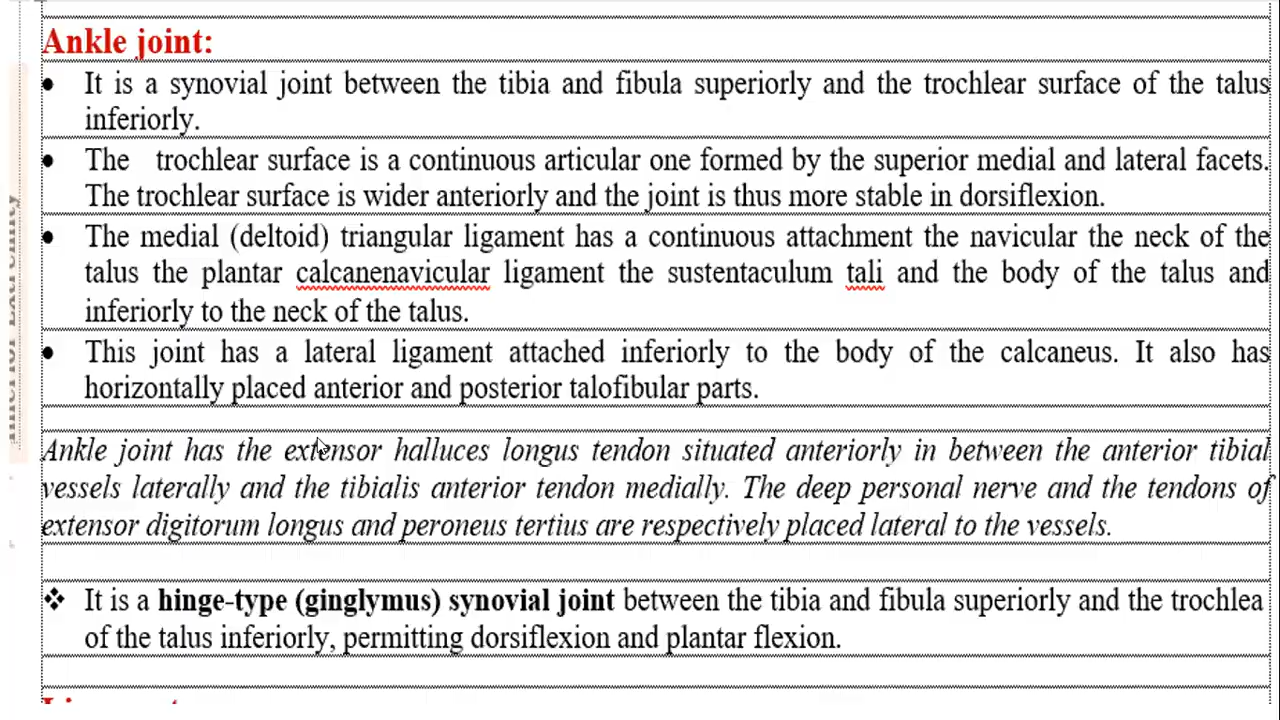 Ankle joint:
• It is a synovial joint between the tibia and fibula superiorly and the trochlear surface of the talus
inferiorly.
• The trochlear surface is a continuous articular one formed by the superior medial and lateral facets.
The trochlear surface is wider anteriorly and the joint is thus more stable in dorsiflexion.
• The medial (deltoid) triangular ligament has a continuous attachment the navicular the neck of the
talus the plantar calcanenavicular ligament the sustentaculum tali and the body of the talus and
inferiorly to the neck of the talus.
• This joint has a lateral ligament attached inferiorly to the body of the calcaneus. It also has
horizontally placed anterior and posterior talofibular parts.
Ankle joint has the extensor halluces longus tendon situated anteriorly in between the anterior tibial
vessels laterally and the tibialis anterior tendon medially. The deep personal nerve and the tendons of
extensor digitorum longus and peroneus tertius are respectively placed lateral to the vessels.
❖ It is a hinge-type (ginglymus) synovial joint between the tibia and fibula superiorly and the trochlea
of the talus inferiorly, permitting dorsiflexion and plantar flexion.